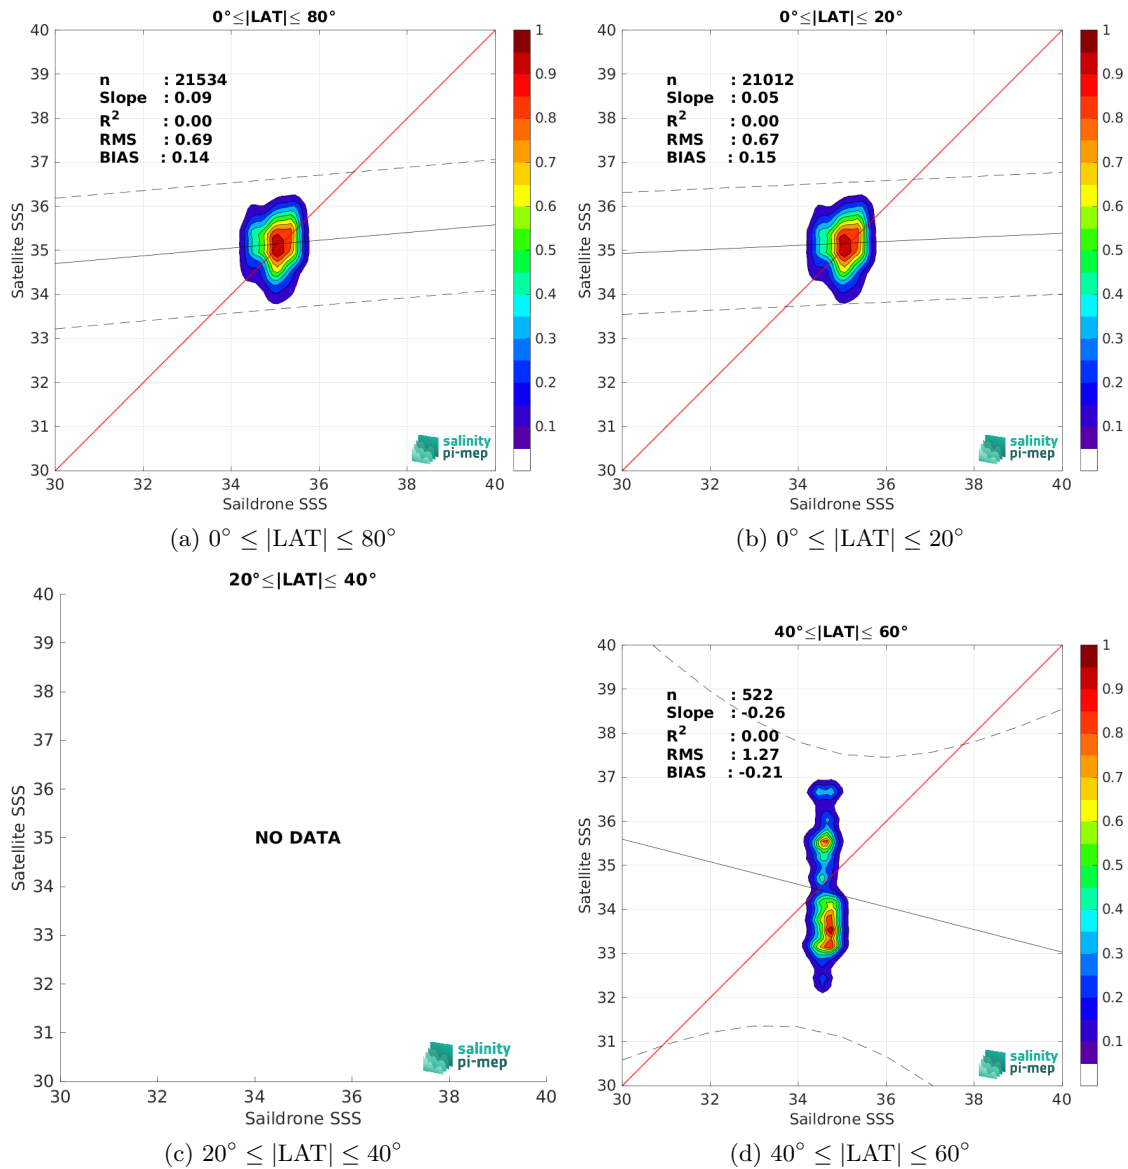 0°≤|LAT|≤ 80°
40
39
38
37
36
35
34
33
32
31
30
Satellite SSS
n : 21534
Slope : 0.09
R² : 0.00
RMS : 0.69
BIAS : 0.14
salinity
pi-mep
30 32 34 36 38 40
Saildrone SSS
1
0.9
0.8
0.7
0.6
0.5
0.4
0.3
0.2
0.1
(a) 0° ≤ |LAT| ≤ 80°
0°≤|LAT|≤ 20°
40
39
38
37
36
35
34
33
32
31
30
Satellite SSS
n : 21012
Slope : 0.05
R² : 0.00
RMS : 0.67
BIAS : 0.15
salinity
pi-mep
30 32 34 36 38 40
Saildrone SSS
1
0.9
0.8
0.7
0.6
0.5
0.4
0.3
0.2
0.1
(b) 0° ≤ |LAT| ≤ 20°
20°≤|LAT|≤ 40°
40
39
38
37
36
35
34
33
32
31
30
Satellite SSS
NO DATA
salinity
pi-mep
30 32 34 36 38 40
Saildrone SSS
(c) 20° ≤ |LAT| ≤ 40°
40°≤|LAT|≤ 60°
40
39
38
37
36
35
34
33
32
31
30
Satellite SSS
n : 522
Slope : -0.26
R² : 0.00
RMS : 1.27
BIAS : -0.21
salinity
pi-mep
30 32 34 36 38 40
Saildrone SSS
1
0.9
0.8
0.7
0.6
0.5
0.4
0.3
0.2
0.1
(d) 40° ≤ |LAT| ≤ 60°